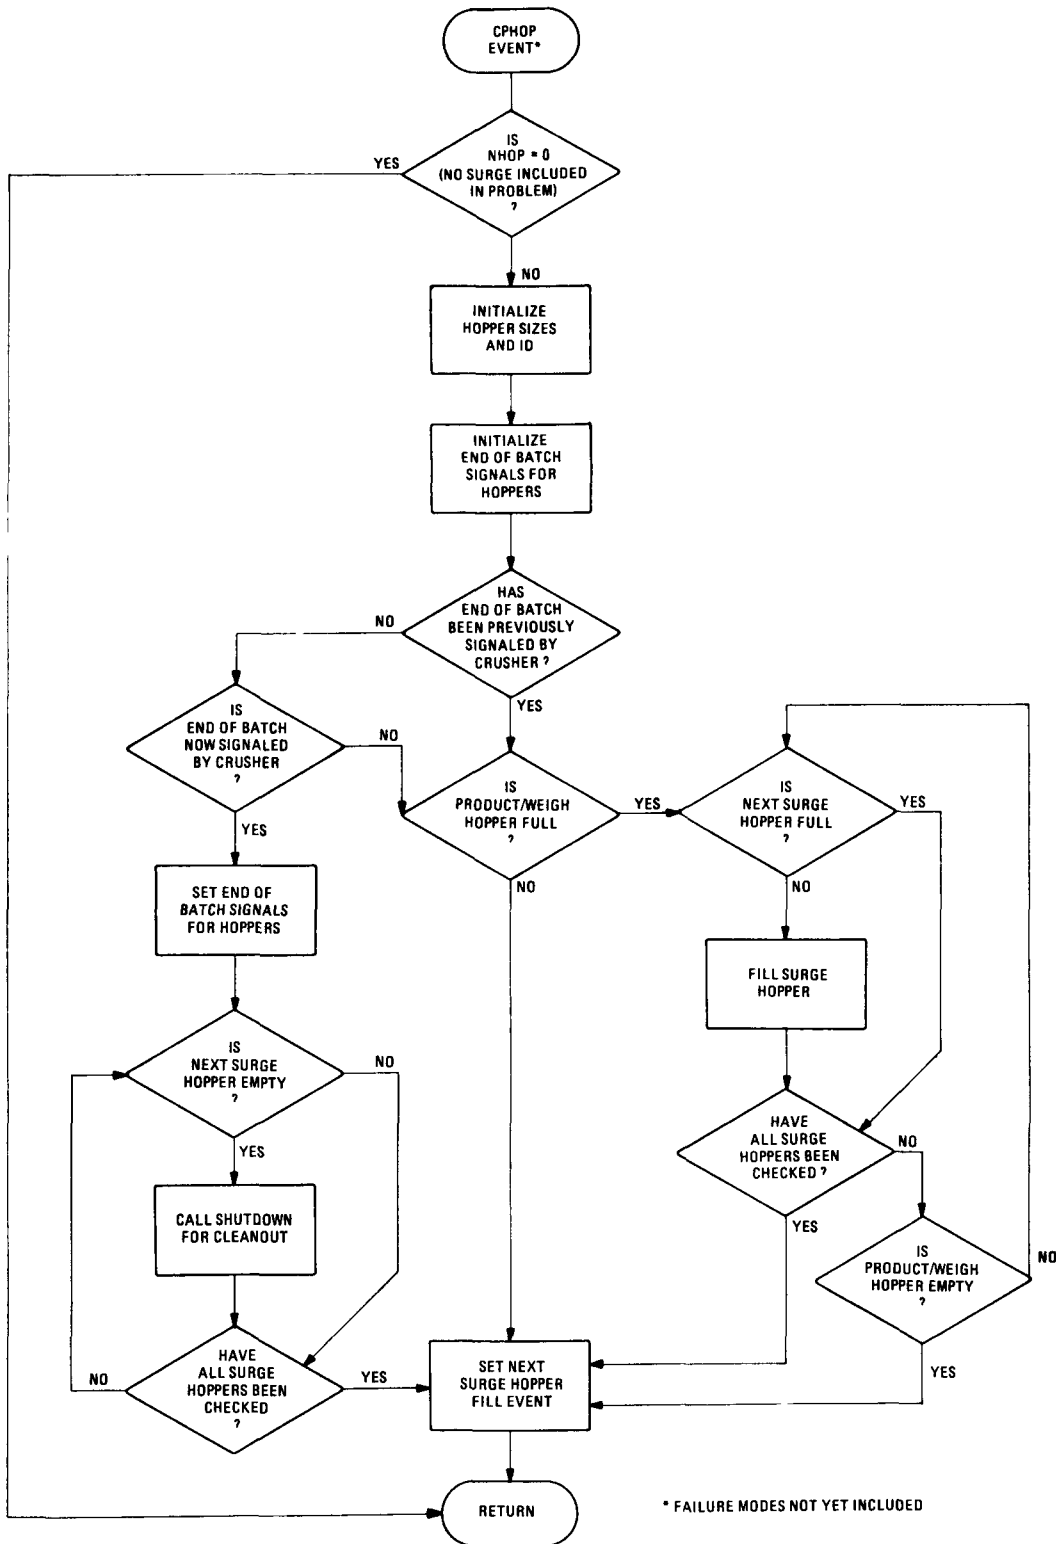 CPHOP
EVENT*
IS
NHOP = 0
(NO SURGE INCLUDED
IN PROBLEM)
?
YES
NO
INITIALIZE
HOPPER SIZES
AND ID
INITIALIZE
END OF BATCH
SIGNALS FOR
HOPPERS
HAS
END OF BATCH
BEEN PREVIOUSLY
SIGNALED BY
CRUSHER ?
NO
YES
IS
END OF BATCH
NOW SIGNALED
BY CRUSHER
?
NO
YES
IS
PRODUCT/WEIGH
HOPPER FULL
?
YES
NO
IS
NEXT SURGE
HOPPER FULL
?
YES
NO
SET END OF
BATCH SIGNALS
FOR HOPPERS
FILL SURGE
HOPPER
IS
NEXT SURGE
HOPPER EMPTY
?
NO
YES
HAVE
ALL SURGE
HOPPERS BEEN
CHECKED ?
NO
YES
CALL SHUTDOWN
FOR CLEANOUT
IS
PRODUCT/WEIGH
HOPPER EMPTY
?
NO
YES
HAVE
ALL SURGE
HOPPERS BEEN
CHECKED
?
NO
YES
SET NEXT
SURGE HOPPER
FILL EVENT
RETURN
* FAILURE MODES NOT YET INCLUDED